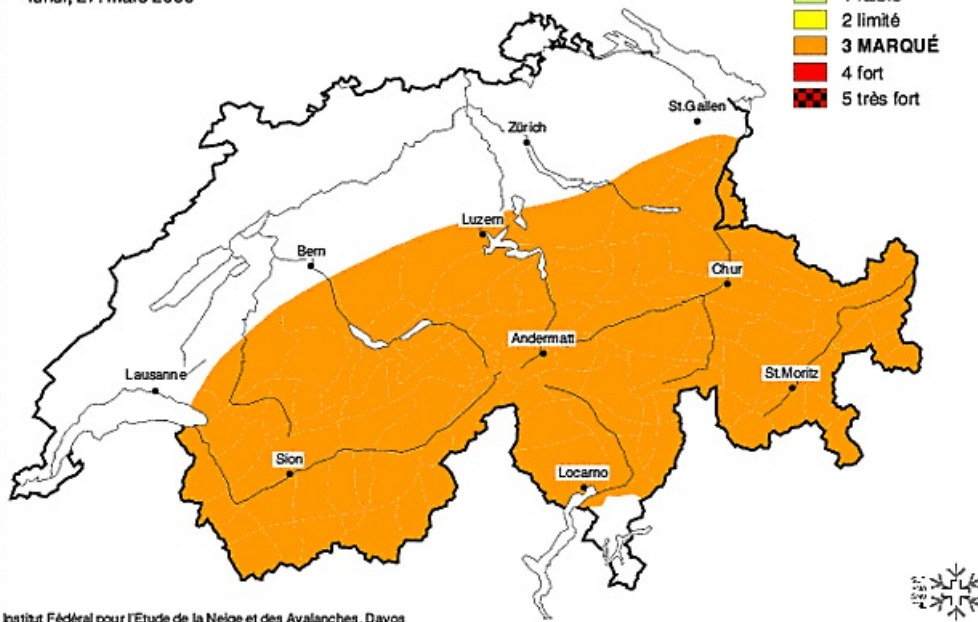 2 limité
3 MARQUÉ
4 fort
5 très fort
St.Gallen
Zürich
Luzern
Bern
Chur
Andermatt
Lausanne
St.Moritz
Sion
Locarno
Institut Fédéral pour l'Étude de la Neige et des Avalanches, Davos